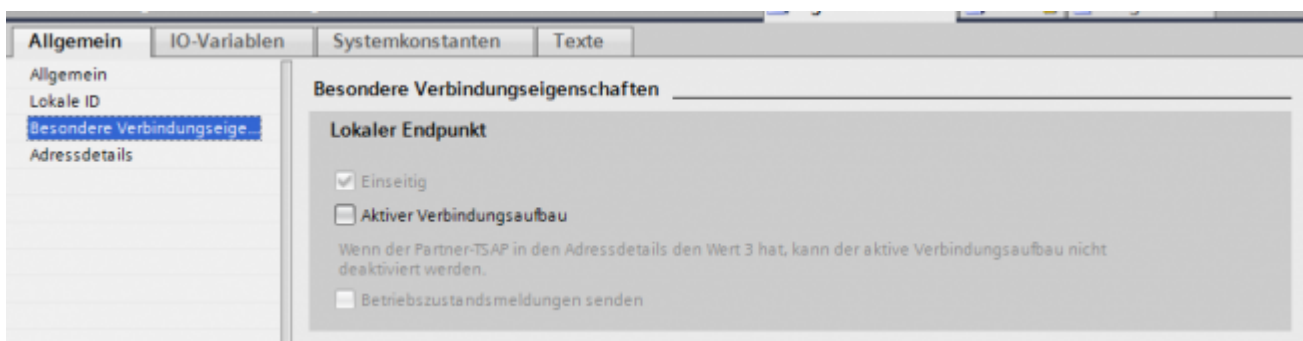 Allgemein IO-Variablen Systemkonstanten Texte
Allgemein
Lokale ID
Besondere Verbindungseige...
Adressdetails
Besondere Verbindungseigenschaften
Lokaler Endpunkt
Einseitig
Aktiver Verbindungsaufbau
Wenn der Partner-TSAP in den Adressdetails den Wert 3 hat, kann der aktive Verbindungsaufbau nicht
deaktiviert werden.
Betriebszustandsmeldungen senden